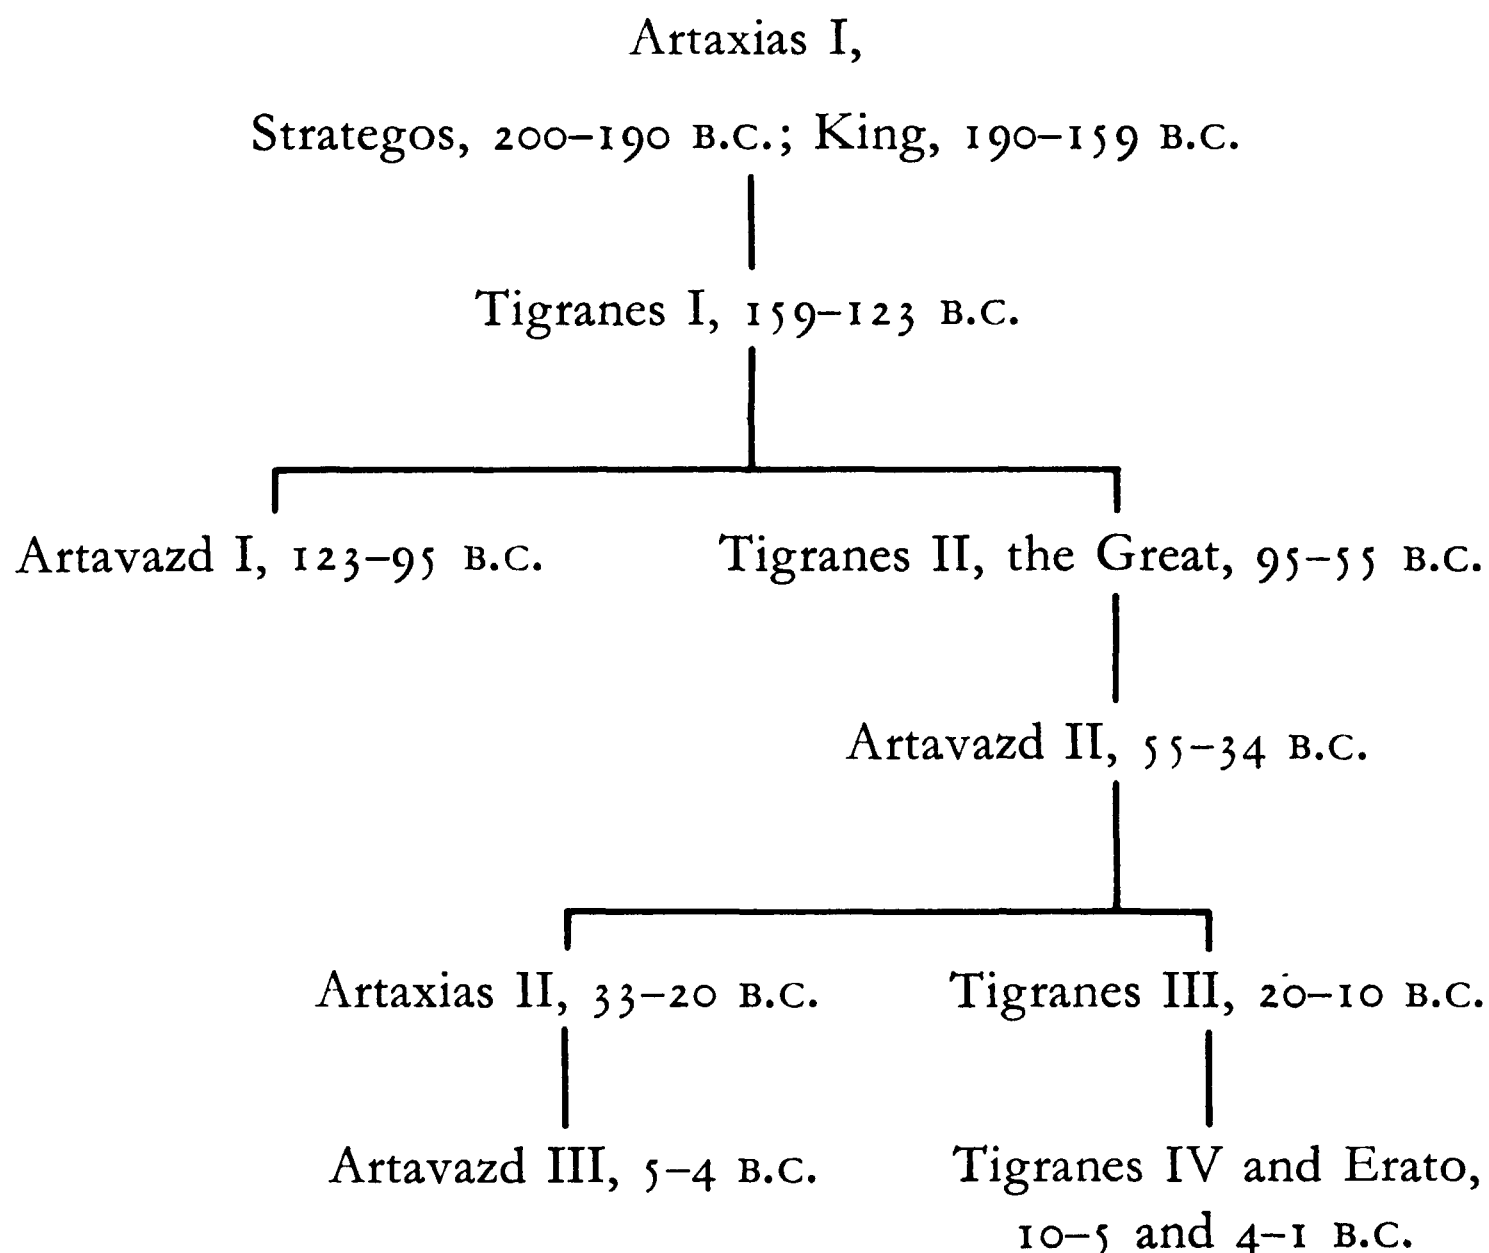 Artaxias I,
Strategos, 200–190 B.C.; King, 190–159 B.C.
Tigranes I, 159–123 B.C.
Artavazd I, 123–95 B.C.
Tigranes II, the Great, 95–55 B.C.
Artavazd II, 55–34 B.C.
Artaxias II, 33–20 B.C.
Tigranes III, 20–10 B.C.
Artavazd III, 5–4 B.C.
Tigranes IV and Erato,
10–5 and 4–1 B.C.